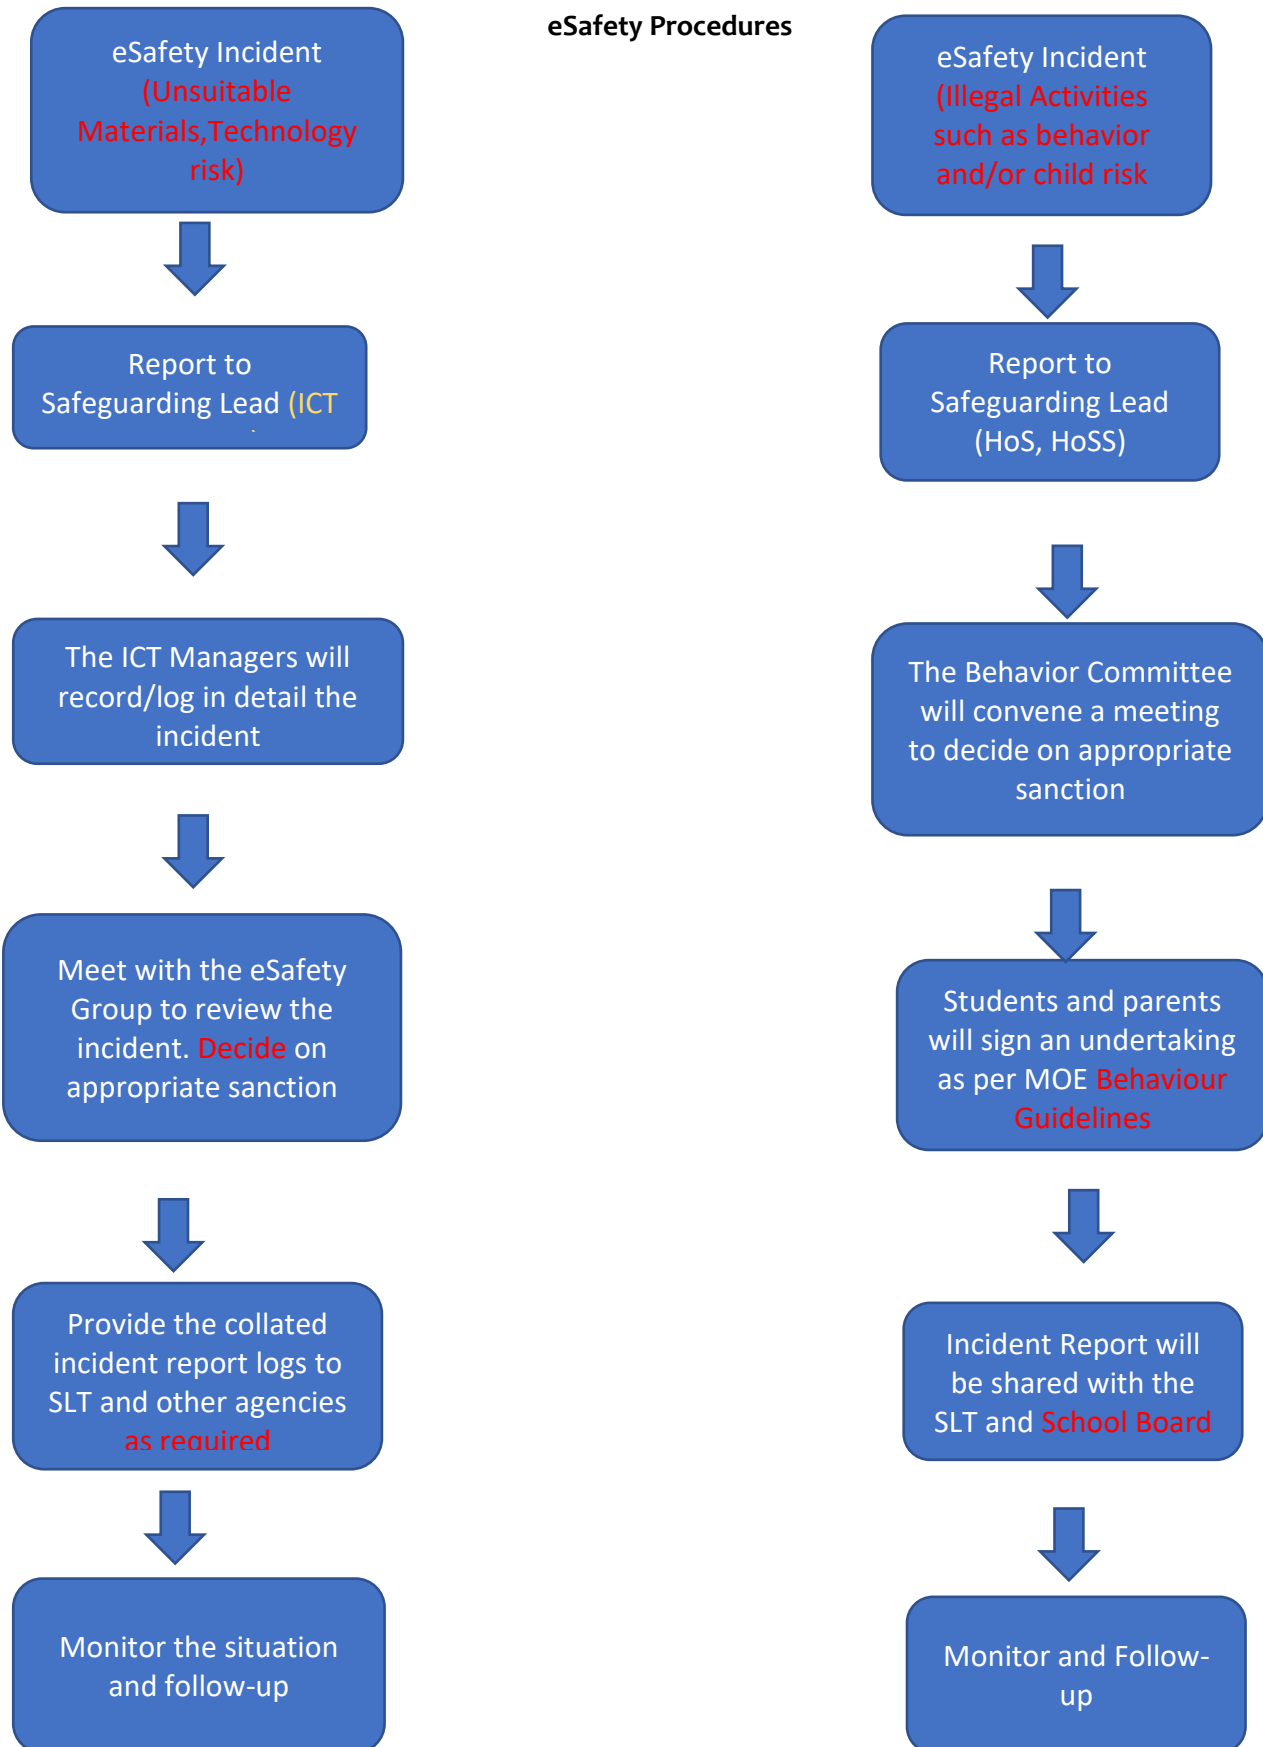 eSafety Procedures
eSafety Incident
(Unsuitable
Materials,Technology
risk)
Report to
Safeguarding Lead (ICT
The ICT Managers will
record/log in detail the
incident
Meet with the eSafety
Group to review the
incident. Decide on
appropriate sanction
Provide the collated
incident report logs to
SLT and other agencies
as required
Monitor the situation
and follow-up
eSafety Incident
(Illegal Activities
such as behavior
and/or child risk
Report to
Safeguarding Lead
(HoS, HoSS)
The Behavior Committee
will convene a meeting
to decide on appropriate
sanction
Students and parents
will sign an undertaking
as per MOE Behaviour
Guidelines
Incident Report will
be shared with the
SLT and School Board
Monitor and Follow-
up